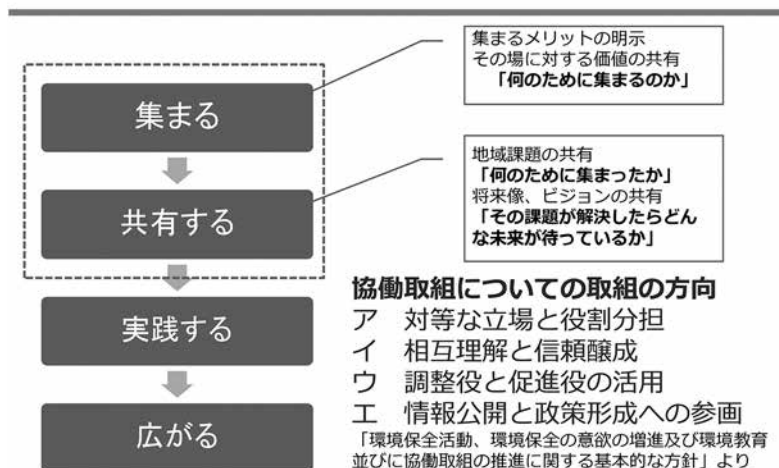 集まる
共有する
実践する
広がる
集まるメリットの明示
その場に対する価値の共有
「何のために集まるのか」
地域課題の共有
「何のために集まったか」
将来像、ビジョンの共有
「その課題が解決したらどん
な未来が待っているか」
協働取組についての取組の方向
ア　対等な立場と役割分担
イ　相互理解と信頼醸成
ウ　調整役と促進役の活用
エ　情報公開と政策形成への参画
「環境保全活動、環境保全の意欲の増進及び環境教育
並びに協働取組の推進に関する基本的な方針」より